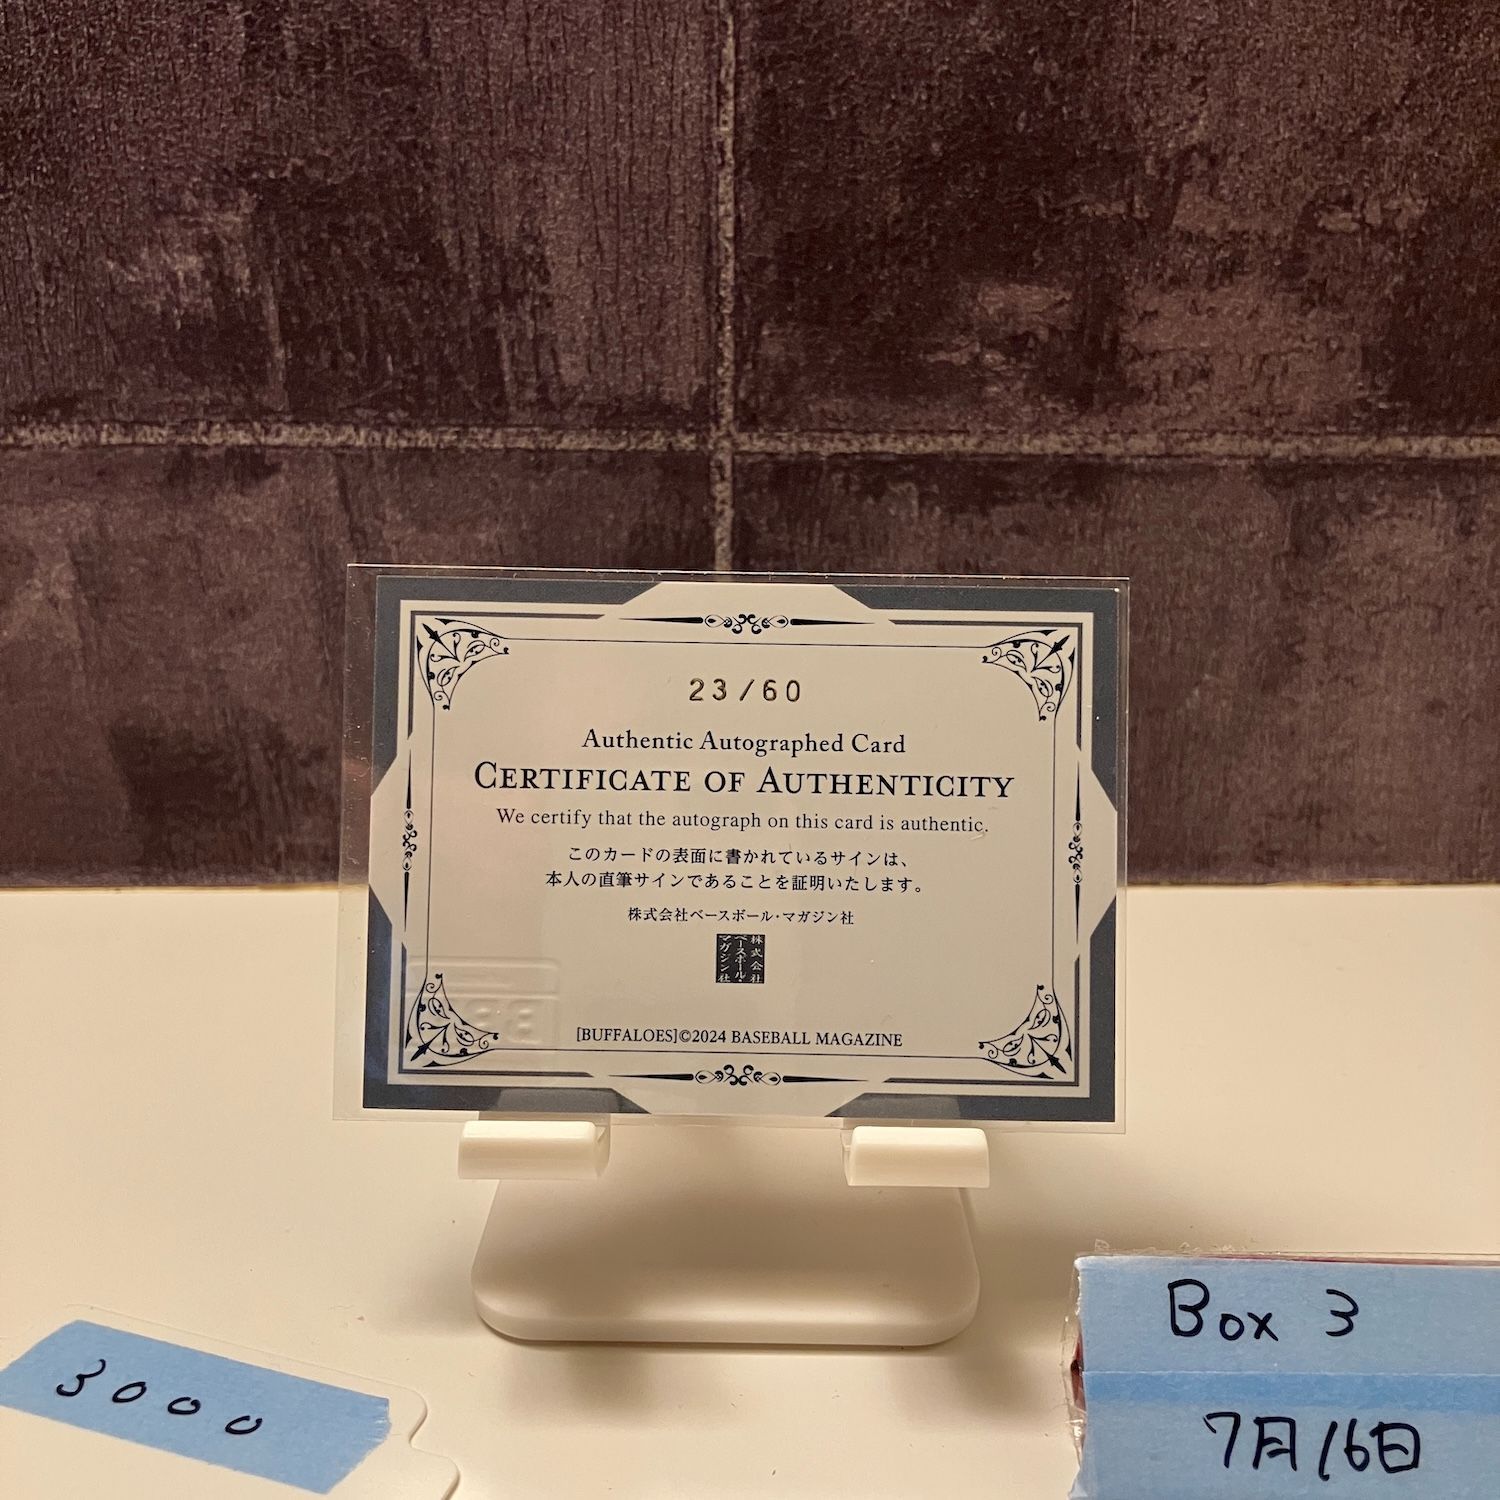 23/60
Authentic Autographed Card
CERTIFICATE OF AUTHENTICITY
We certify that the autograph on this card is authentic.
このカードの表面に書かれているサインは、
本人の直筆サインであることを証明いたします。
株式会社ベースボール・マガジン社
株式会社
ベースボール・
マガジン社
[BUFFALOES]©2024 BASEBALL MAGAZINE
3000
Box 3
7月16日